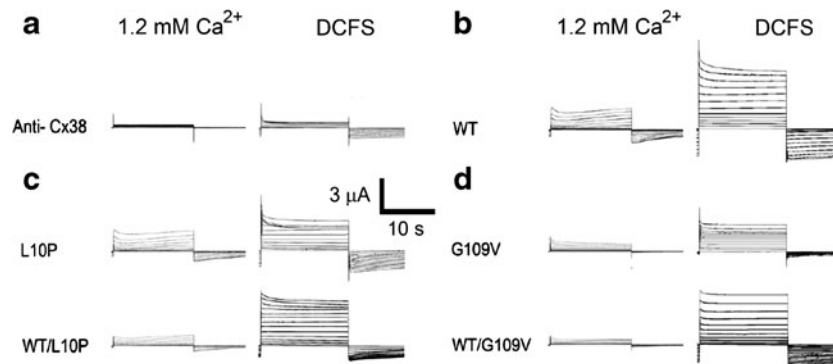 a
1.2 mM Ca²⁺ DCFS
Anti- Cx38
b
1.2 mM Ca²⁺ DCFS
WT
c
3 μA
10 s
L10P
WT/L10P
d
G109V
WT/G109V